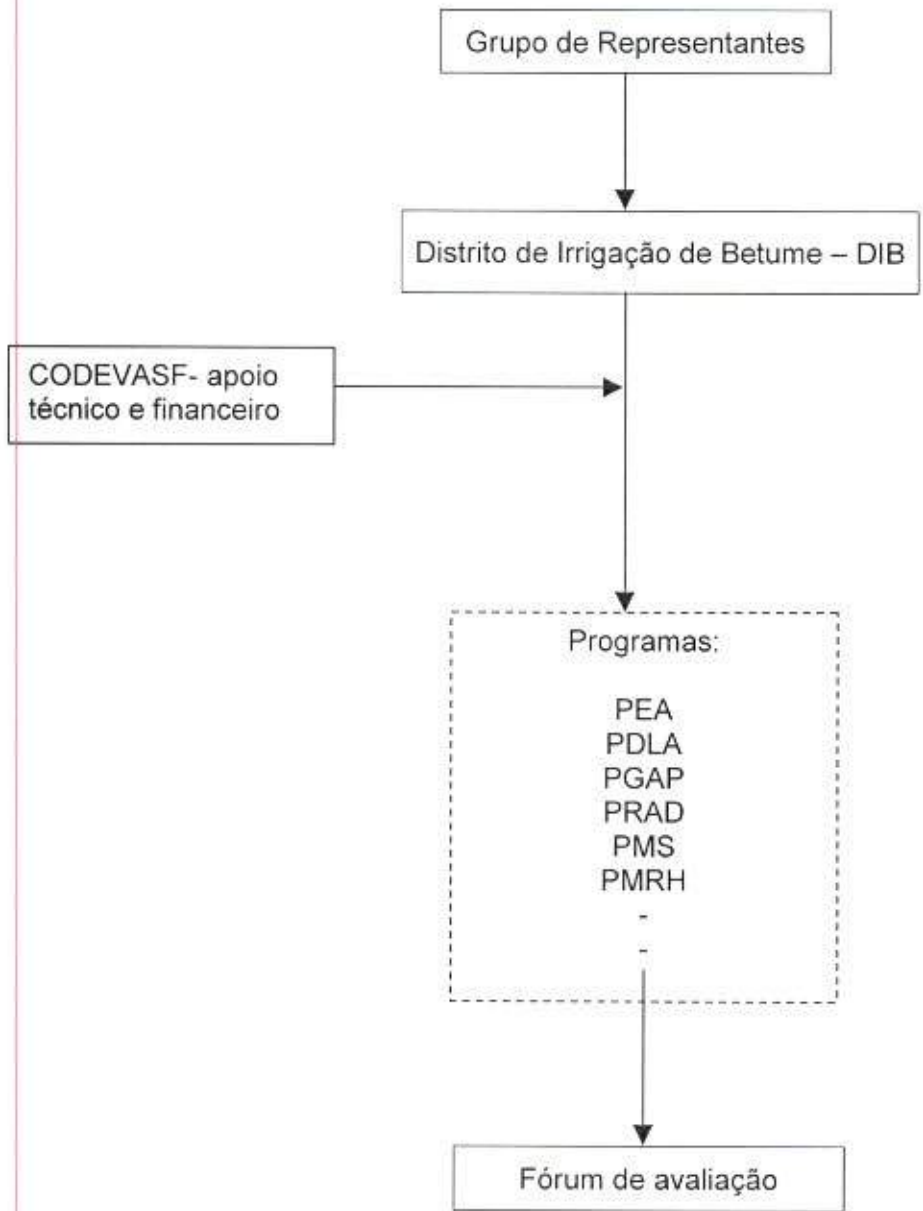 Grupo de Representantes
Distrito de Irrigação de Betume – DIB
CODEVASF- apoio
técnico e financeiro
Programas:
PEA
PDLA
PGAP
PRAD
PMS
PMRH
-
-
Fórum de avaliação